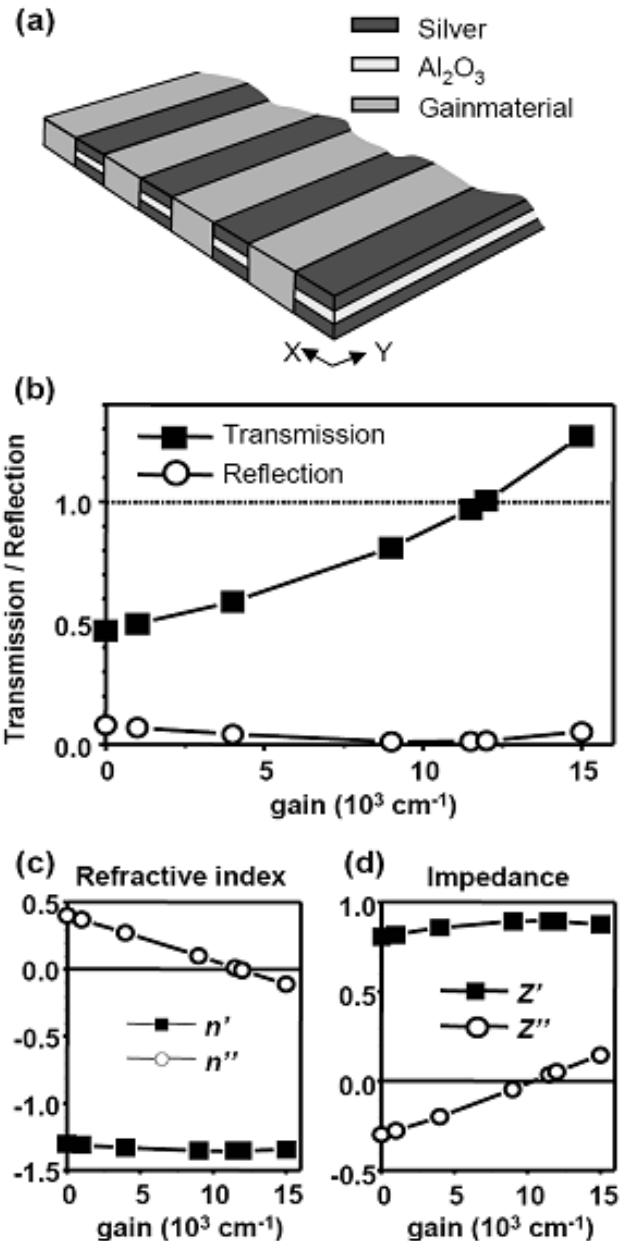 (a)
Silver
Al₂O₃
Gainmaterial
X Y
(b)
Transmission / Reflection
Transmission
Reflection
1.0
0.5
0.0
0 5 10 15
gain (10³ cm⁻¹)
(c) Refractive index
0.5
0.0
-0.5
-1.0
-1.5
n'
n''
0 5 10 15
gain (10³ cm⁻¹)
(d) Impedance
1.0
0.5
0.0
-0.5
Z'
Z''
0 5 10 15
gain (10³ cm⁻¹)